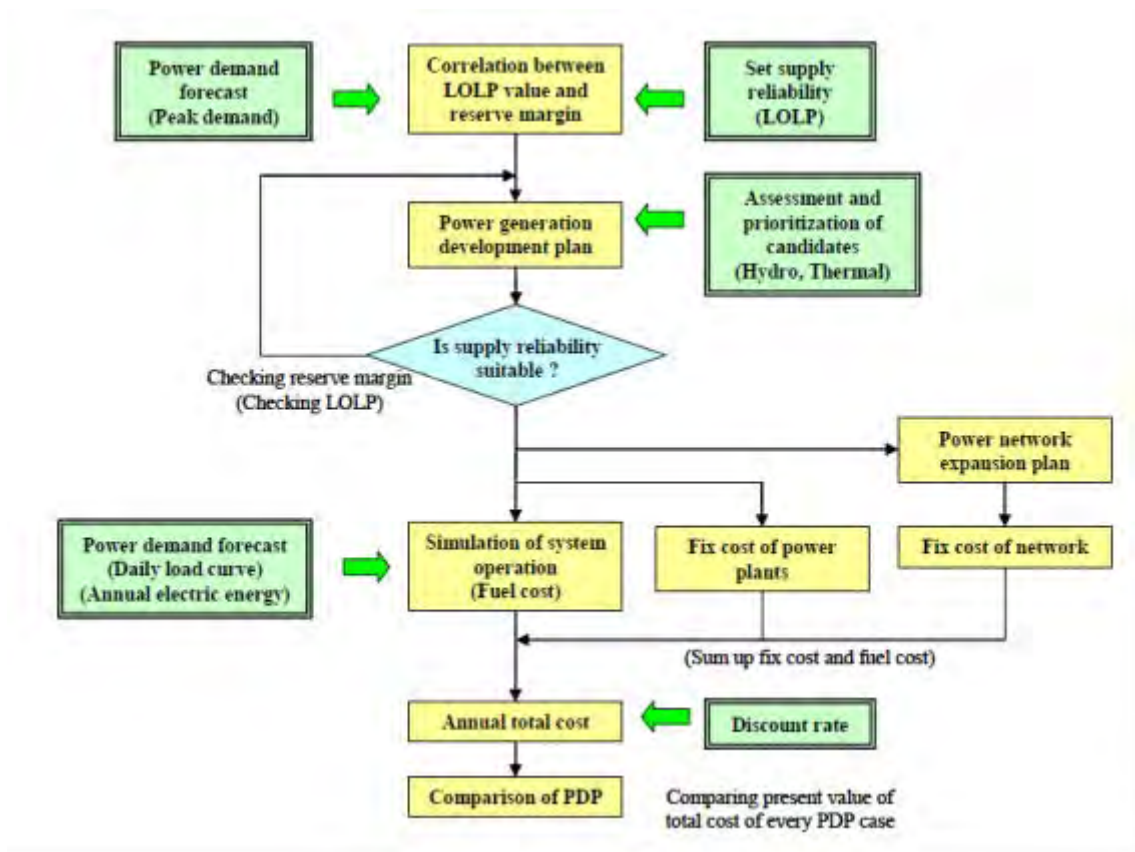 Power demand
forecast
(Peak demand)
Correlation between
LOLP value and
reserve margin
Set supply
reliability
(LOLP)
Power generation
development plan
Assessment and
prioritization of
candidates
(Hydro, Thermal)
Is supply reliability
suitable ?
Checking reserve margin
(Checking LOLP)
Power network
expansion plan
Power demand forecast
(Daily load curve)
(Annual electric energy)
Simulation of system
operation
(Fuel cost)
Fix cost of power
plants
Fix cost of network
(Sum up fix cost and fuel cost)
Annual total cost
Discount rate
Comparison of PDP
Comparing present value of
total cost of every PDP case